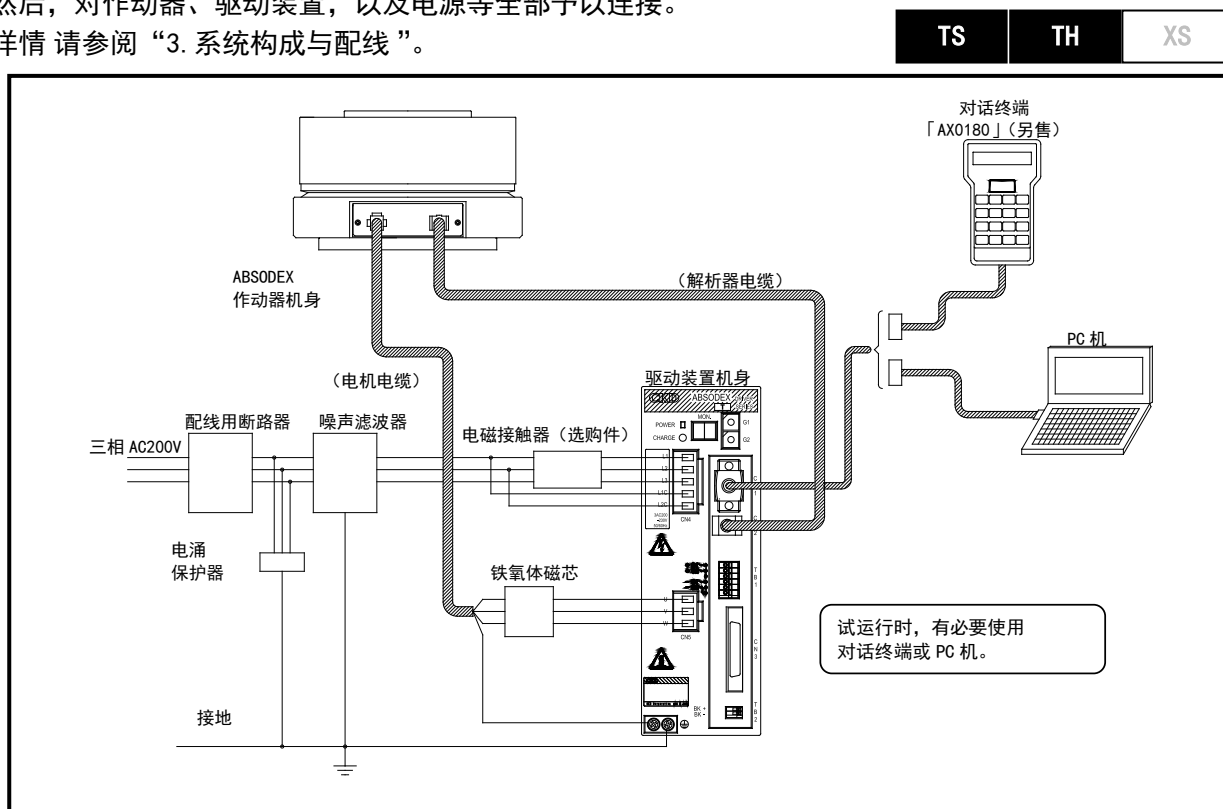 然后，对作动器、驱动装置，以及电源等全部予以连接。
详情 请参阅 “3. 系统构成与配线 ”。
TS TH XS
对话终端
「AX0180」（另售）
ABSODEX
作动器机身
（解析器电缆）
PC 机
（电机电缆）
驱动装置机身
CKD ABSODEX
MON.
POWER
CHARGE
G1
G2
配线用断路器
噪声滤波器
电磁接触器（选购件）
三相 AC200V
L1
L2
L3
L1C
L2C
CN4
电涌
保护器
铁氧体磁芯
U
V
W
CN5
TB1
CN3
TB2
BK +
BK -
试运行时，有必要使用
对话终端或 PC 机。
接地